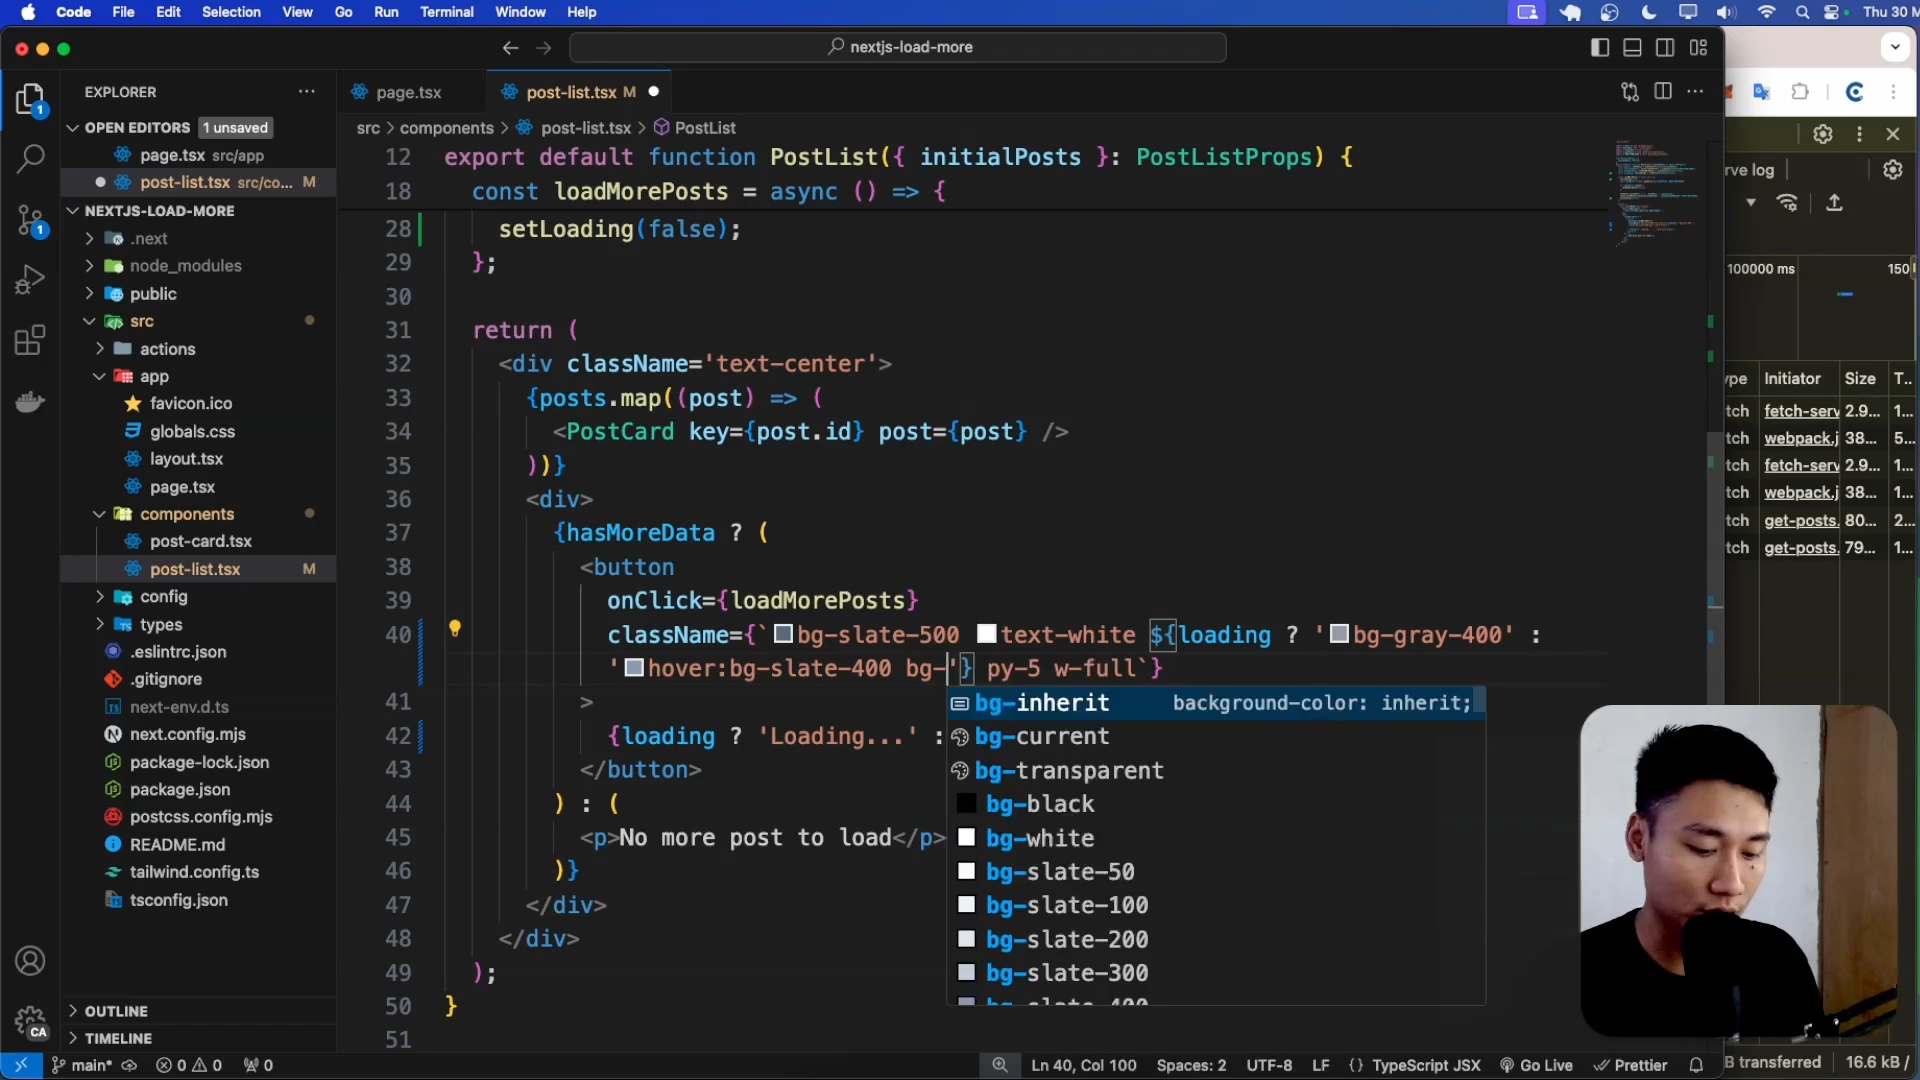 Code File Edit Selection View Go Run Terminal Window Help Thu 30 M
nextjs-load-more
EXPLORER
page.tsx
post-list.tsx M
OPEN EDITORS 1 unsaved
src > components > post-list.tsx > PostList
page.tsx src/app
post-list.tsx src/co... M
NEXTJS-LOAD-MORE
.next
node_modules
public
src
actions
app
favicon.ico
globals.css
layout.tsx
page.tsx
components
post-card.tsx
post-list.tsx M
config
types
.eslintrc.json
.gitignore
next-env.d.ts
next.config.mjs
package-lock.json
package.json
postcss.config.mjs
README.md
tailwind.config.ts
tsconfig.json
OUTLINE
TIMELINE
12 export default function PostList({ initialPosts }: PostListProps) {
18 const loadMorePosts = async () => {
28 setLoading(false);
29 };
30
31 return (
32 <div className='text-center'>
33 {posts.map((post) => (
34 <PostCard key={post.id} post={post} />
35 ))}
36 <div>
37 {hasMoreData ? (
38 <button
39 onClick={loadMorePosts}
40 className={`bg-slate-500 text-white ${loading ? 'bg-gray-400' :
'hover:bg-slate-400 bg-'} py-5 w-full`}
41 >
42 {loading ? 'Loading...' :
43 </button>
44 ) : (
45 <p>No more post to load</p>
46 )}
47 </div>
48 </div>
49 );
50 }
51
bg-inherit background-color: inherit;
bg-current
bg-transparent
bg-black
bg-white
bg-slate-50
bg-slate-100
bg-slate-200
bg-slate-300
bg-slate-400
rve log
100000 ms 150
ype Initiator Size T...
tch fetch-serv 2.9... 1...
tch webpack.j 38... 5...
tch fetch-serv 2.9... 1...
tch webpack.j 38... 1...
tch get-posts. 80... 2...
tch get-posts. 79... 1...
CA
main* 0 0 0
Ln 40, Col 100 Spaces: 2 UTF-8 LF {} TypeScript JSX Go Live Prettier
B transferred 16.6 kB /